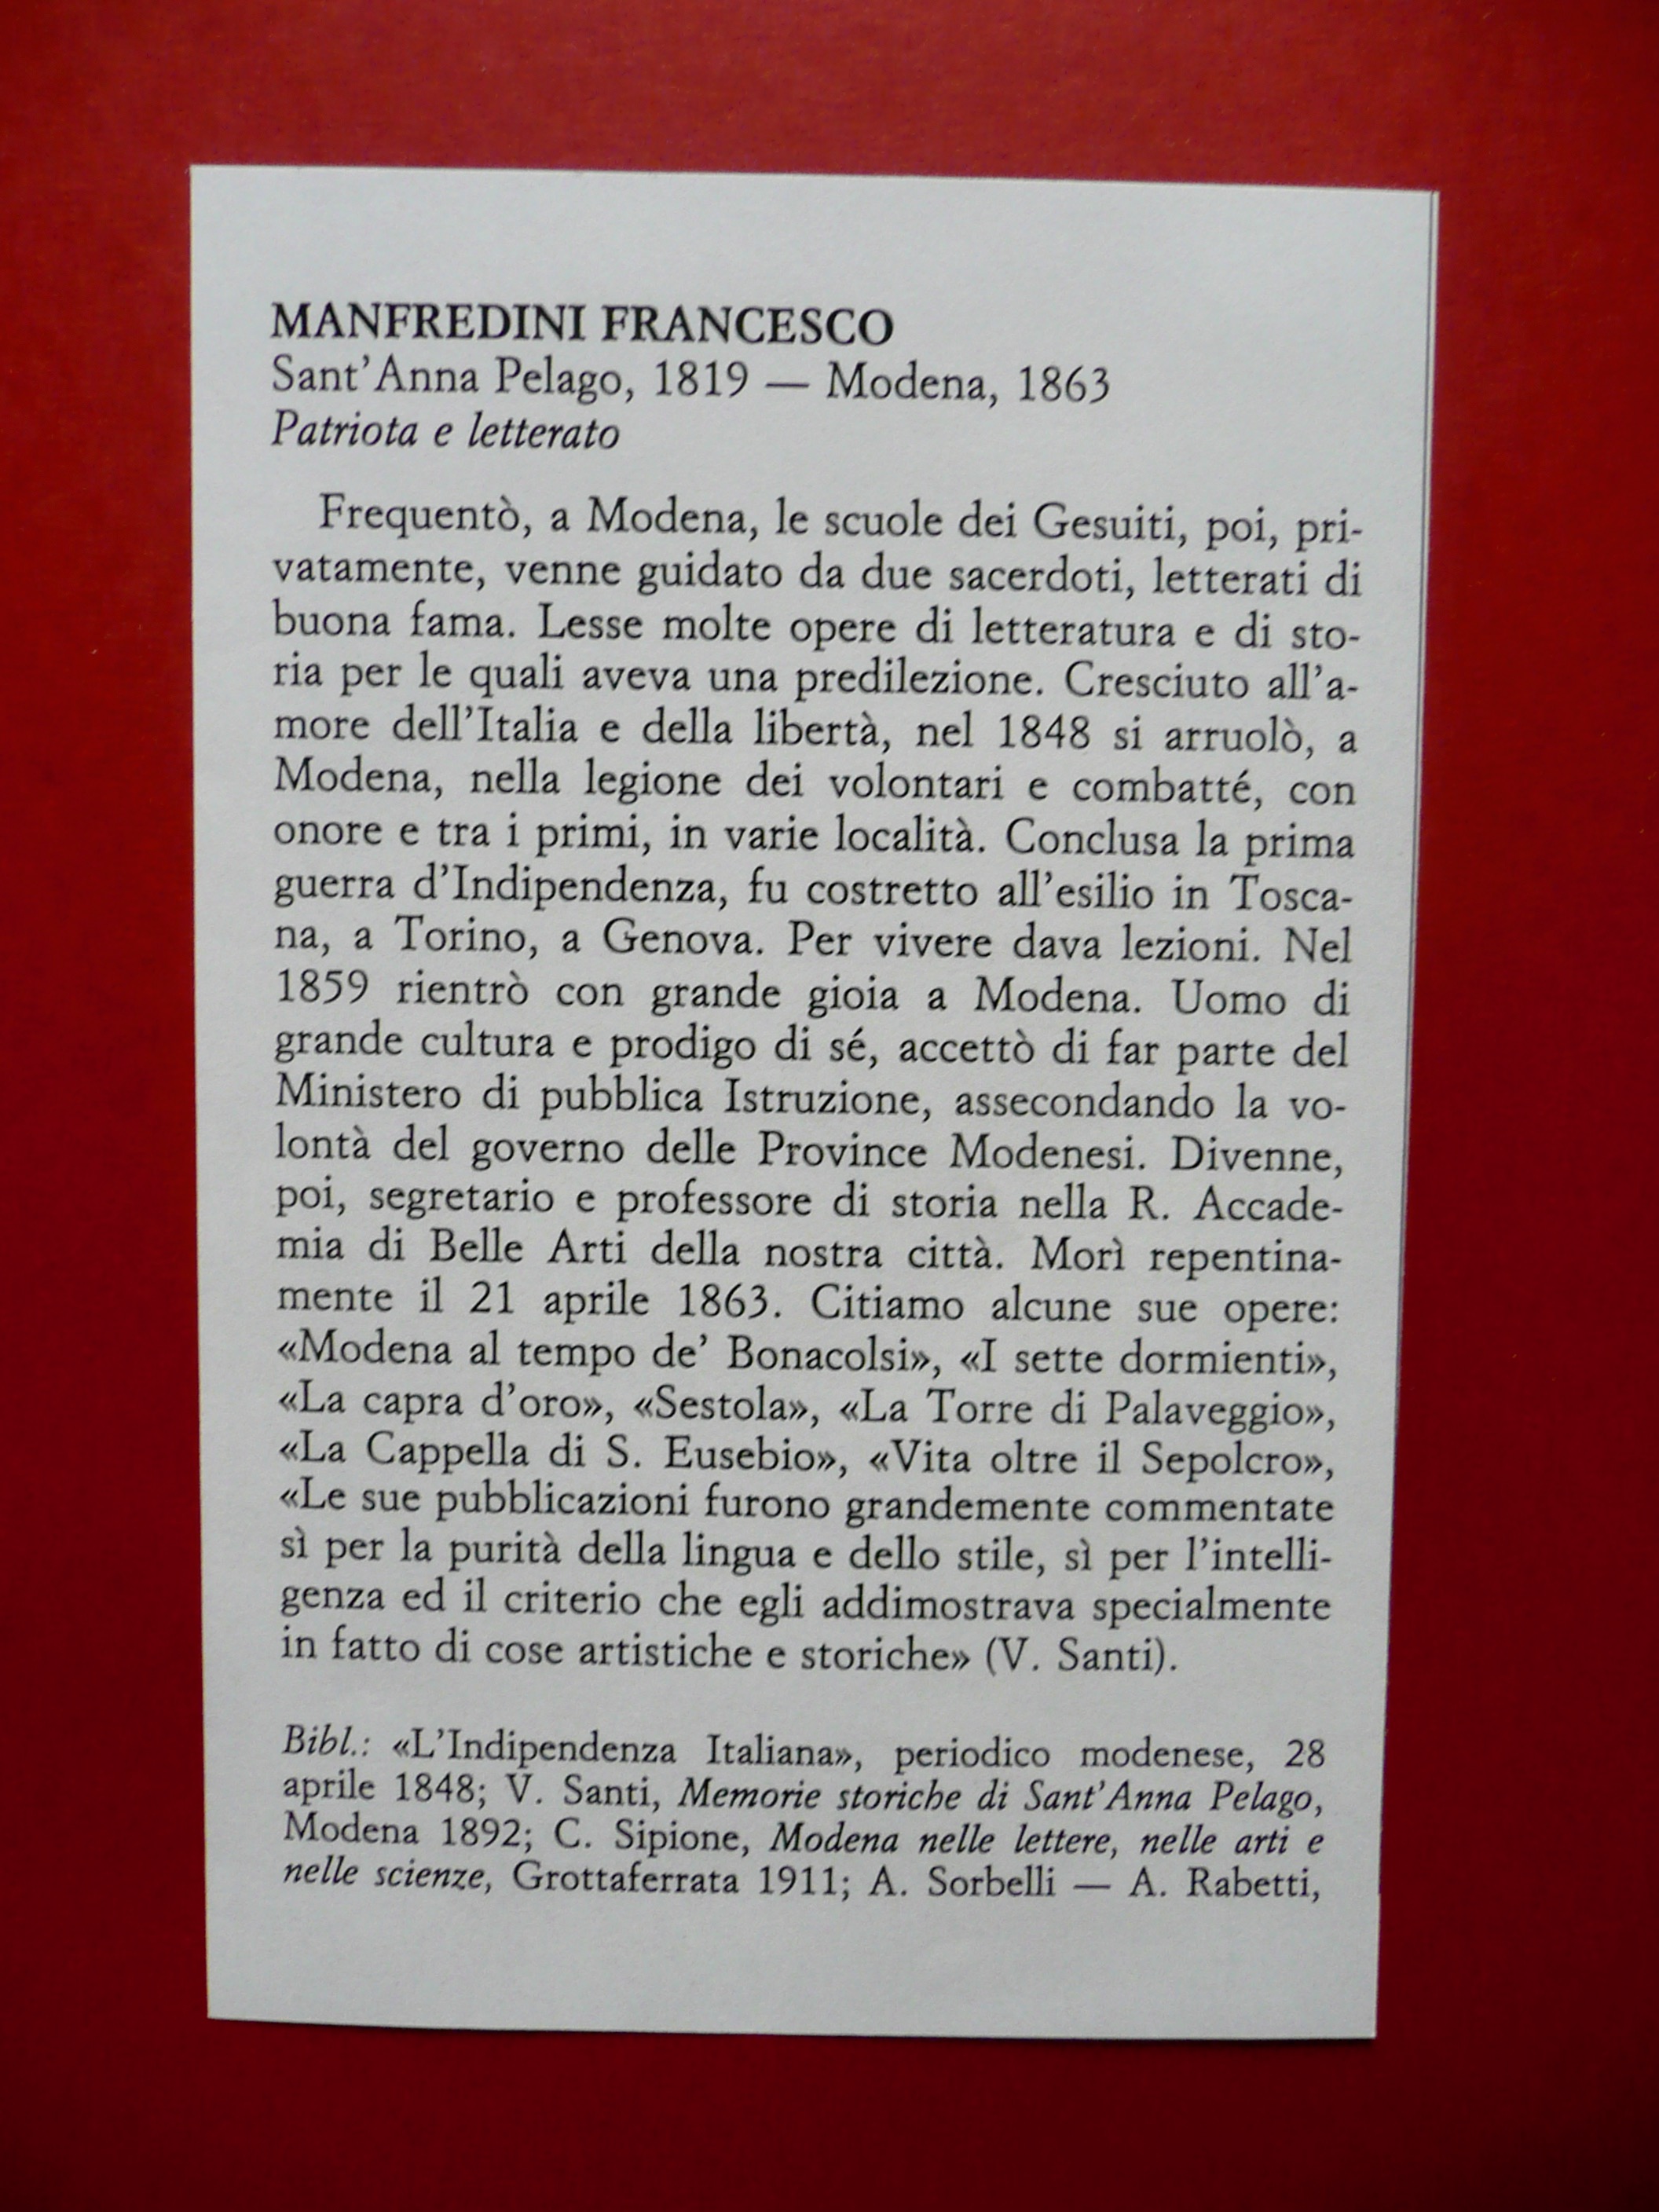 MANFREDINI FRANCESCO
Sant'Anna Pelago, 1819 — Modena, 1863
Patriota e letterato
Frequentò, a Modena, le scuole dei Gesuiti, poi, pri-
vatamente, venne guidato da due sacerdoti, letterati di
buona fama. Lesse molte opere di letteratura e di sto-
ria per le quali aveva una predilezione. Cresciuto all'a-
more dell'Italia e della libertà, nel 1848 si arruolò, a
Modena, nella legione dei volontari e combatté, con
onore e tra i primi, in varie località. Conclusa la prima
guerra d'Indipendenza, fu costretto all'esilio in Tosca-
na, a Torino, a Genova. Per vivere dava lezioni. Nel
1859 rientrò con grande gioia a Modena. Uomo di
grande cultura e prodigo di sé, accettò di far parte del
Ministero di pubblica Istruzione, assecondando la vo-
lontà del governo delle Province Modenesi. Divenne,
poi, segretario e professore di storia nella R. Accade-
mia di Belle Arti della nostra città. Morì repentina-
mente il 21 aprile 1863. Citiamo alcune sue opere:
«Modena al tempo de' Bonacolsi», «I sette dormienti»,
«La capra d'oro», «Sestola», «La Torre di Palaveggio»,
«La Cappella di S. Eusebio», «Vita oltre il Sepolcro»,
«Le sue pubblicazioni furono grandemente commentate
sì per la purità della lingua e dello stile, sì per l'intelli-
genza ed il criterio che egli addimostrava specialmente
in fatto di cose artistiche e storiche» (V. Santi).
Bibl.: «L'Indipendenza Italiana», periodico modenese, 28
aprile 1848; V. Santi, Memorie storiche di Sant'Anna Pelago,
Modena 1892; C. Sipione, Modena nelle lettere, nelle arti e
nelle scienze, Grottaferrata 1911; A. Sorbelli — A. Rabetti,